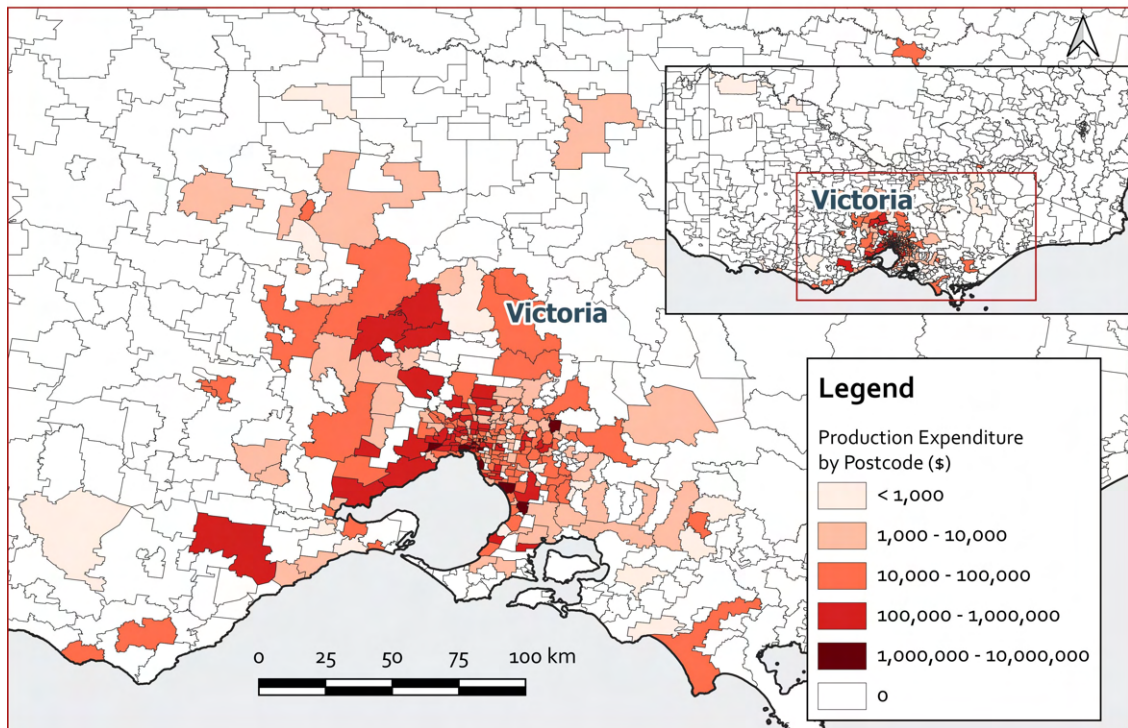 Victoria
Victoria
Legend
Production Expenditure
by Postcode ($)
< 1,000
1,000 - 10,000
10,000 - 100,000
100,000 - 1,000,000
1,000,000 - 10,000,000
0
0 25 50 75 100 km